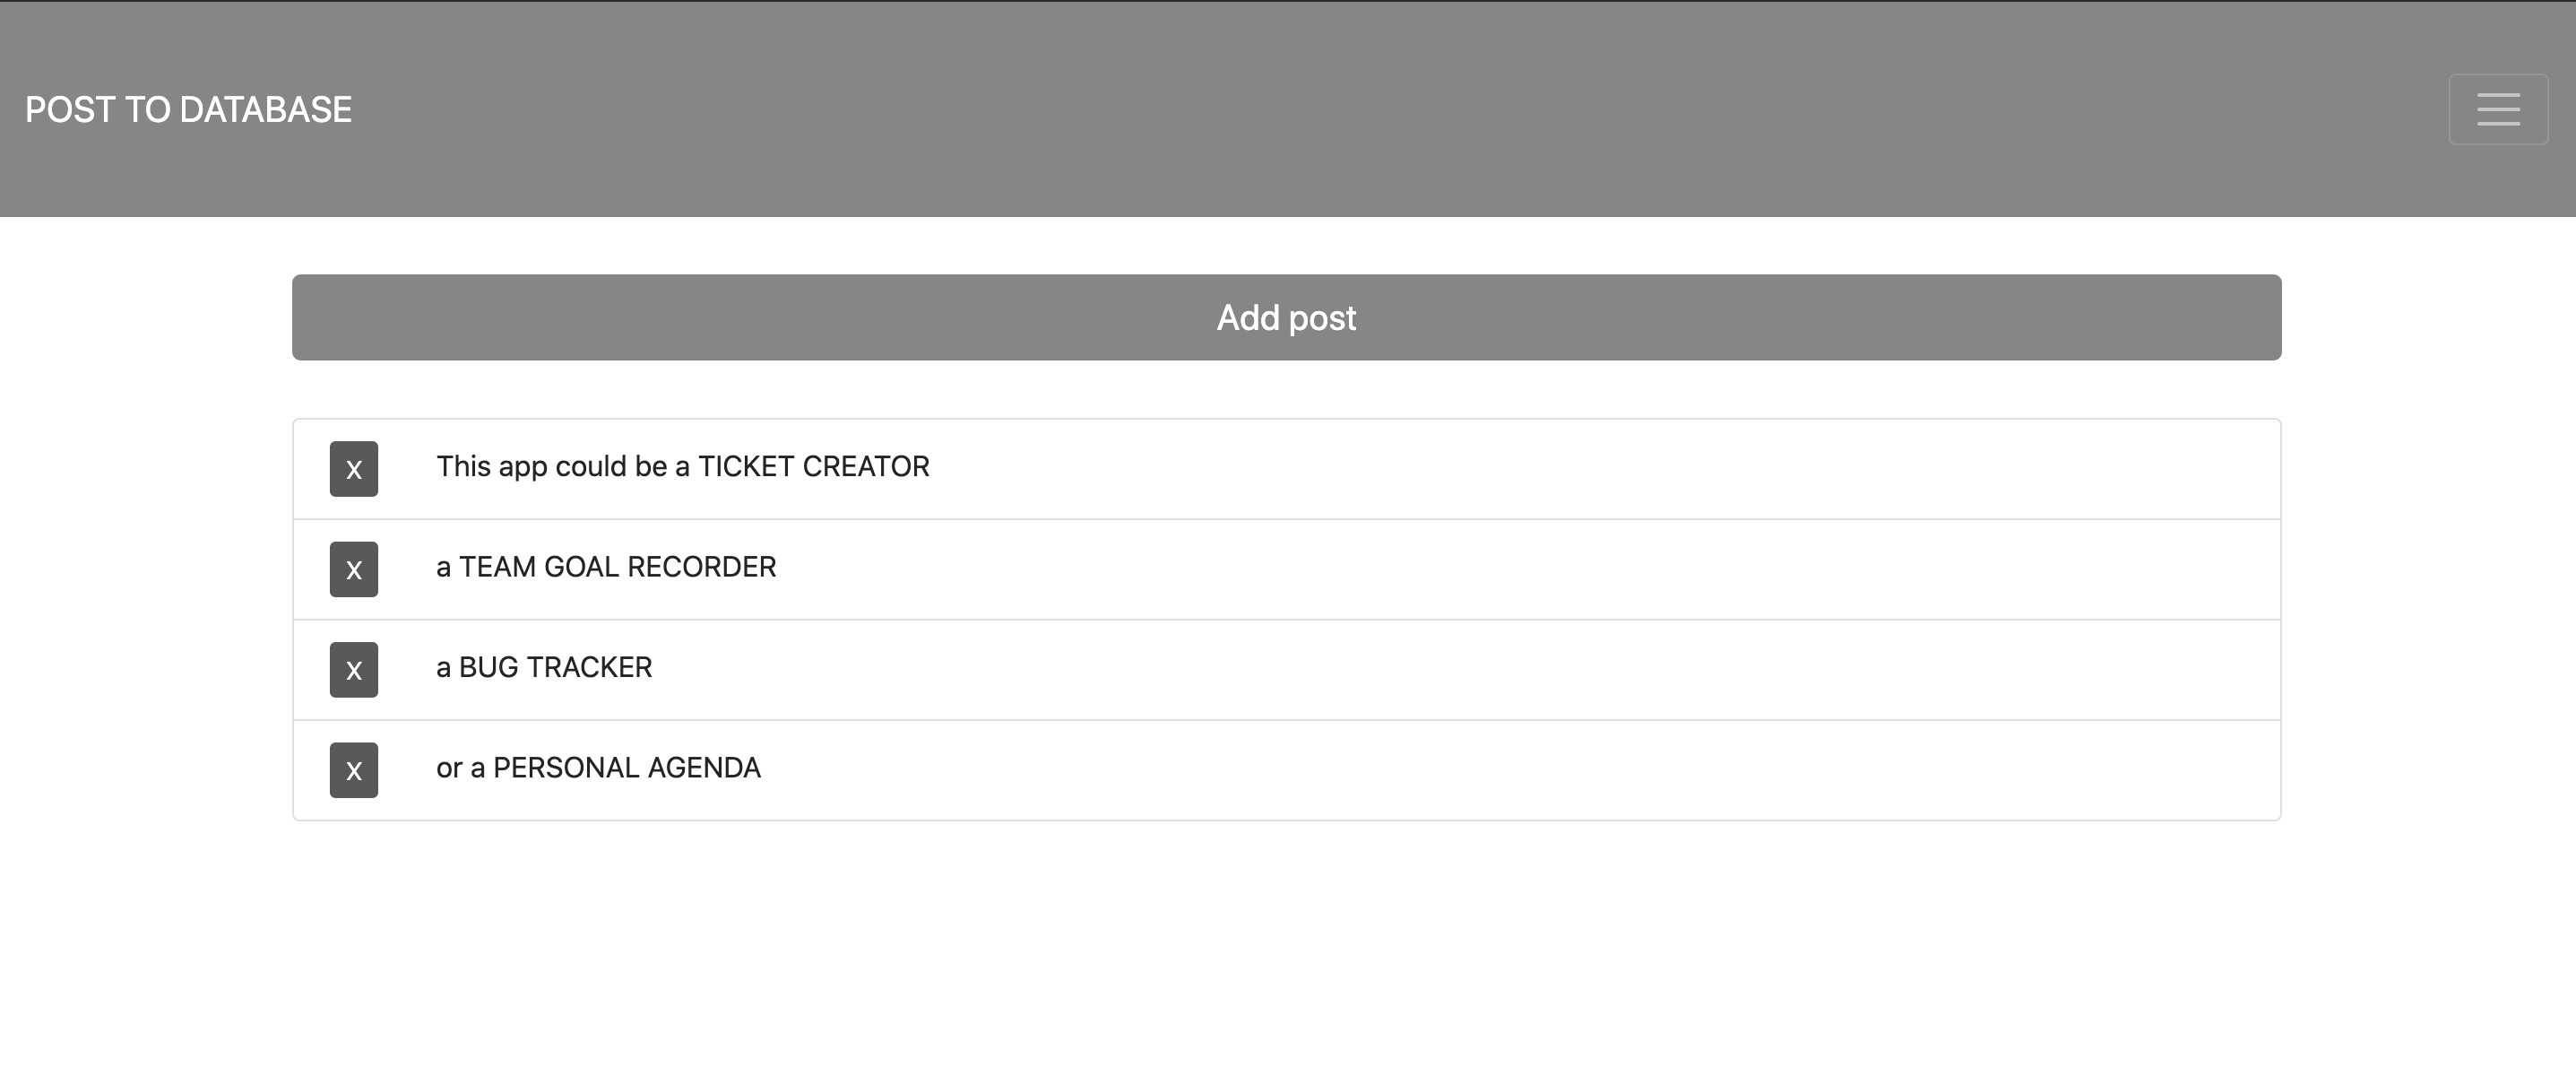 POST TO DATABASE
Add post
X This app could be a TICKET CREATOR
X a TEAM GOAL RECORDER
X a BUG TRACKER
X or a PERSONAL AGENDA